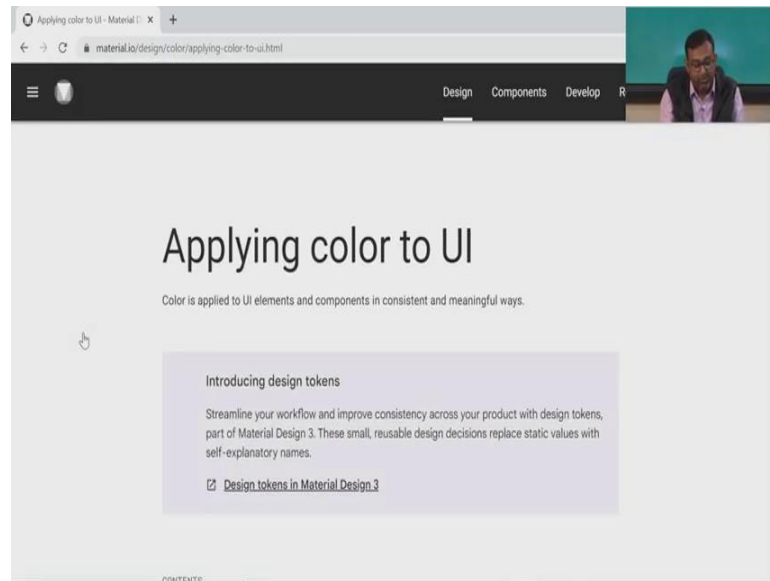 Applying color to UI - Material D
material.io/design/color/applying-color-to-ui.html
Design Components Develop R
Applying color to UI
Color is applied to UI elements and components in consistent and meaningful ways.
Introducing design tokens
Streamline your workflow and improve consistency across your product with design tokens,
part of Material Design 3. These small, reusable design decisions replace static values with
self-explanatory names.
Design tokens in Material Design 3
CONTENTS